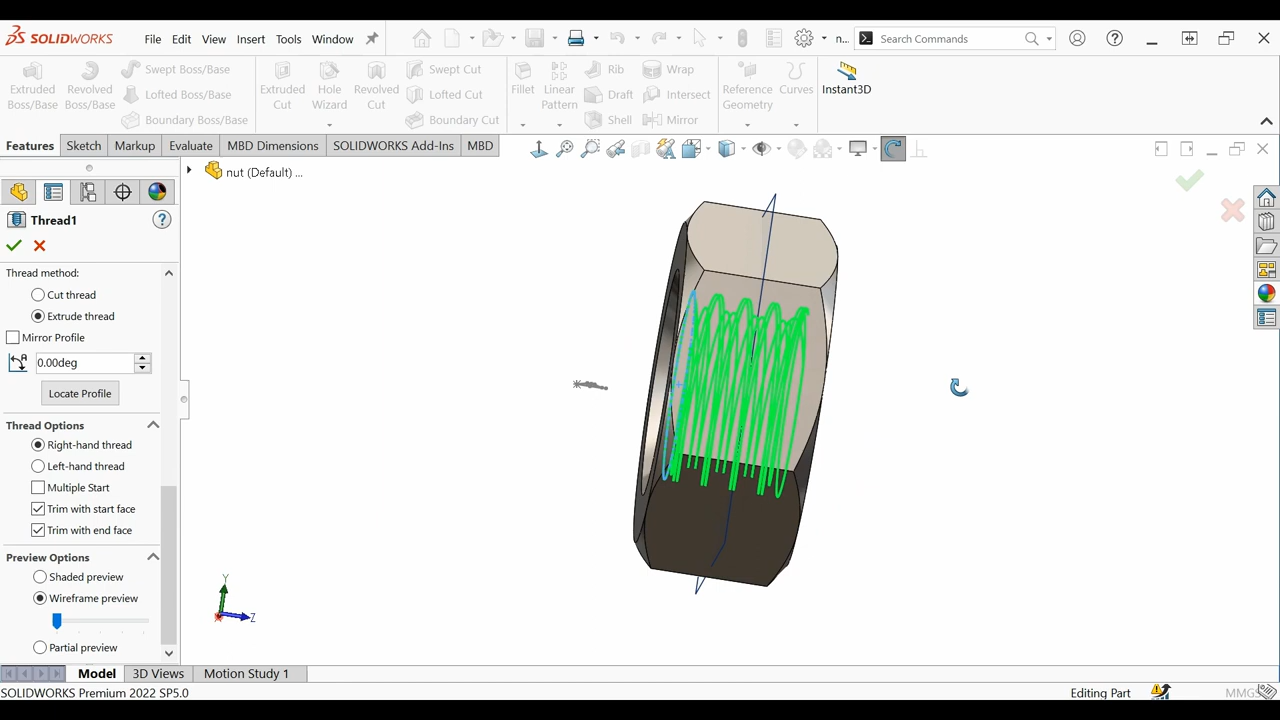 SOLIDWORKS File Edit View Insert Tools Window n... Search Commands
Extruded Boss/Base
Revolved Boss/Base
Swept Boss/Base
Lofted Boss/Base
Boundary Boss/Base
Extruded Cut
Hole Wizard
Revolved Cut
Swept Cut
Lofted Cut
Boundary Cut
Fillet
Linear Pattern
Rib
Draft
Shell
Wrap
Intersect
Mirror
Reference Geometry
Curves
Instant3D
Features Sketch Markup Evaluate MBD Dimensions SOLIDWORKS Add-Ins MBD
nut (Default) ...
Thread1
Thread method:
Cut thread
Extrude thread
Mirror Profile
0.00deg
Locate Profile
Thread Options
Right-hand thread
Left-hand thread
Multiple Start
Trim with start face
Trim with end face
Preview Options
Shaded preview
Wireframe preview
Partial preview
Y
Z
Model 3D Views Motion Study 1
SOLIDWORKS Premium 2022 SP5.0 Editing Part